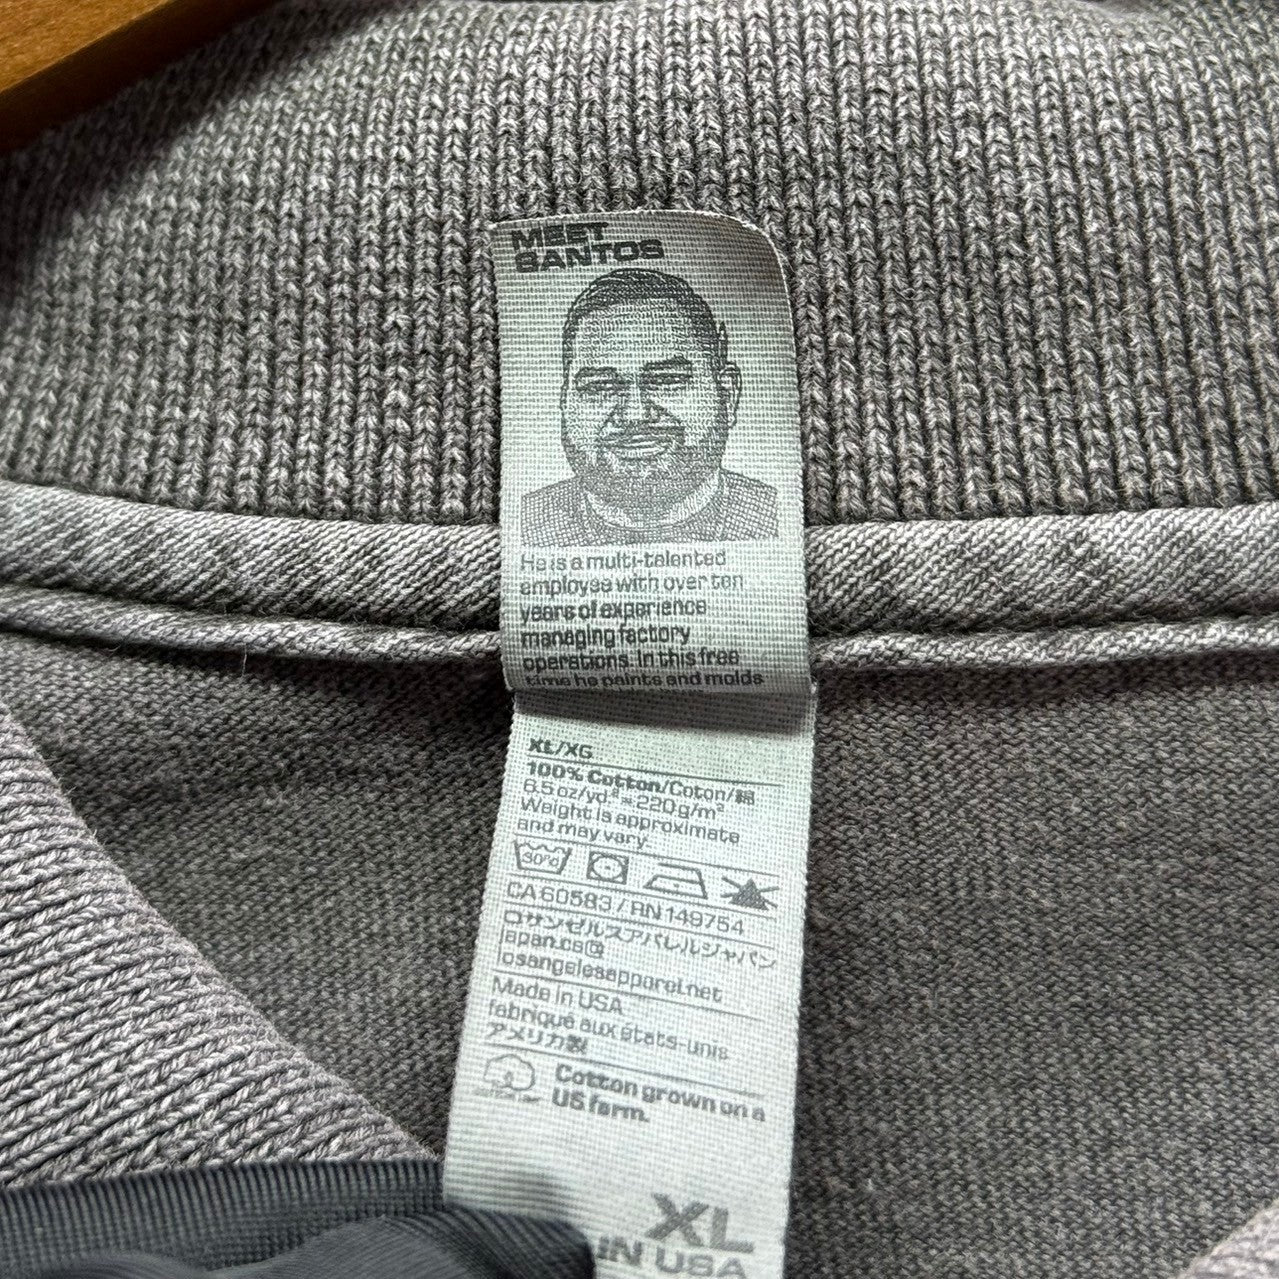 MEET
SANTOS
He is a multi-talented
employee with over ten
years of experience
managing factory
operations. In this free
time he paints and molds
XL/XG
100% Cotton/Coton/綿
6.5 oz/yd.² = 220 g/m²
Weight is approximate
and may vary.
30°c
CA 60583 / RN 149754
ロサンゼルスアパレルジャパン
japan.cs@
losangelesapparel.net
Made in USA
fabriqué aux états-unis
アメリカ製
Cotton grown on a
US farm.
XL
IN USA